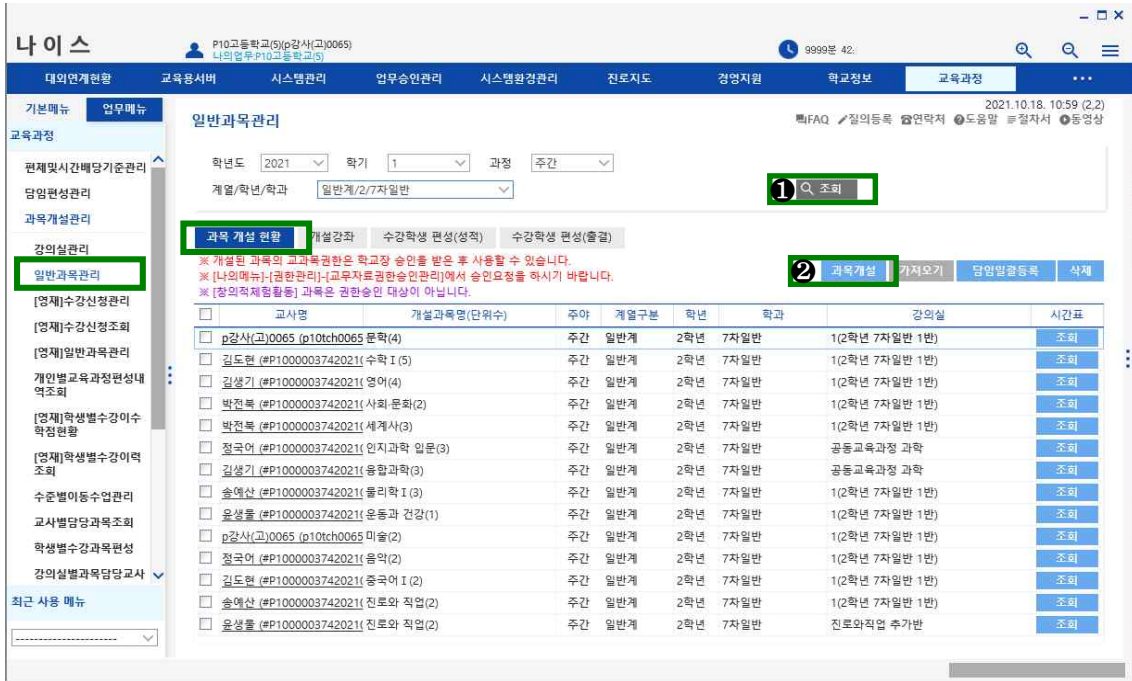 나이스
P10고등학교(5)(p강사(고)0065)
나의업무:P10고등학교(5)
9999분 42.
대외연계현황 교육용서버 시스템관리 업무승인관리 시스템환경관리 진로지도 경영지원 학교정보 교육과정 ...
기본메뉴 업무메뉴
교육과정
편제및시간배당기준관리
담임편성관리
과목개설관리
강의실관리
일반과목관리
[영재]수강신청관리
[영재]수강신청조회
[영재]일반과목관리
개인별교육과정편성내
역조회
[영재]학생별수강이수
학점현황
[영재]학생별수강이력
조회
수준별이동수업관리
교사별담당과목조회
학생별수강과목편성
강의실별과목담당교사
최근 사용 메뉴
----------------------
일반과목관리
2021.10.18. 10:59 (2,2)
FAQ 질의등록 연락처 도움말 절차서 동영상
학년도 2021 학기 1 과정 주간
계열/학년/학과 일반계/2/7차일반
❶ 조회
과목 개설 현황 개설강좌 수강학생 편성(성적) 수강학생 편성(출결)
※ 개설된 과목의 교과목권한은 학교장 승인을 받은 후 사용할 수 있습니다.
※ [나의메뉴]-[권한관리]-[교무자료권한승인관리]에서 승인요청을 하시기 바랍니다.
※ [창의적체험활동] 과목은 권한승인 대상이 아닙니다.
❷ 과목개설 가져오기 담임일괄등록 삭제
교사명 개설과목명(단위수) 주야 계열구분 학년 학과 강의실 시간표
p강사(고)0065 (p10tch0065 문학(4) 주간 일반계 2학년 7차일반 1(2학년 7차일반 1반) 조회
김도현 (#P1000003742021( 수학 I (5) 주간 일반계 2학년 7차일반 1(2학년 7차일반 1반) 조회
김생기 (#P1000003742021( 영어(4) 주간 일반계 2학년 7차일반 1(2학년 7차일반 1반) 조회
박전북 (#P1000003742021( 사회·문화(2) 주간 일반계 2학년 7차일반 1(2학년 7차일반 1반) 조회
박전북 (#P1000003742021( 세계사(3) 주간 일반계 2학년 7차일반 1(2학년 7차일반 1반) 조회
정국어 (#P1000003742021( 인지과학 입문(3) 주간 일반계 2학년 7차일반 공동교육과정 과학 조회
김생기 (#P1000003742021( 융합과학(3) 주간 일반계 2학년 7차일반 공동교육과정 과학 조회
송예산 (#P1000003742021( 물리학 I (3) 주간 일반계 2학년 7차일반 1(2학년 7차일반 1반) 조회
윤생물 (#P1000003742021( 운동과 건강(1) 주간 일반계 2학년 7차일반 1(2학년 7차일반 1반) 조회
p강사(고)0065 (p10tch0065 미술(2) 주간 일반계 2학년 7차일반 1(2학년 7차일반 1반) 조회
정국어 (#P1000003742021( 음악(2) 주간 일반계 2학년 7차일반 1(2학년 7차일반 1반) 조회
김도현 (#P1000003742021( 중국어 I (2) 주간 일반계 2학년 7차일반 1(2학년 7차일반 1반) 조회
송예산 (#P1000003742021( 진로와 직업(2) 주간 일반계 2학년 7차일반 1(2학년 7차일반 1반) 조회
윤생물 (#P1000003742021( 진로와 직업(2) 주간 일반계 2학년 7차일반 진로와직업 추가반 조회